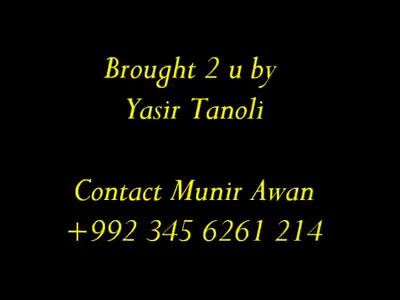 Brought 2 u by
Yasir Tanoli
Contact Munir Awan
+992 345 6261 214